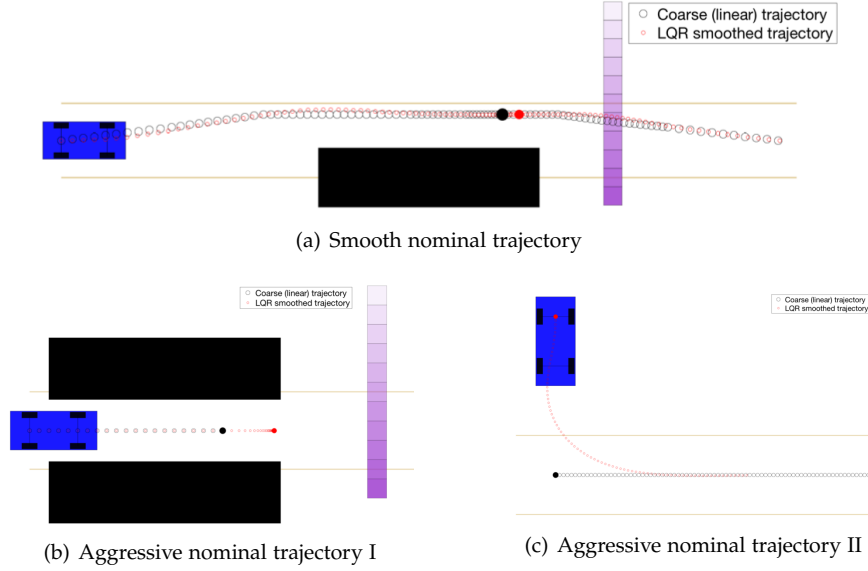 Coarse (linear) trajectory
LQR smoothed trajectory
(a) Smooth nominal trajectory
Coarse (linear) trajectory
LQR smoothed trajectory
(b) Aggressive nominal trajectory I
Coarse (linear) trajectory
LQR smoothed trajectory
(c) Aggressive nominal trajectory II